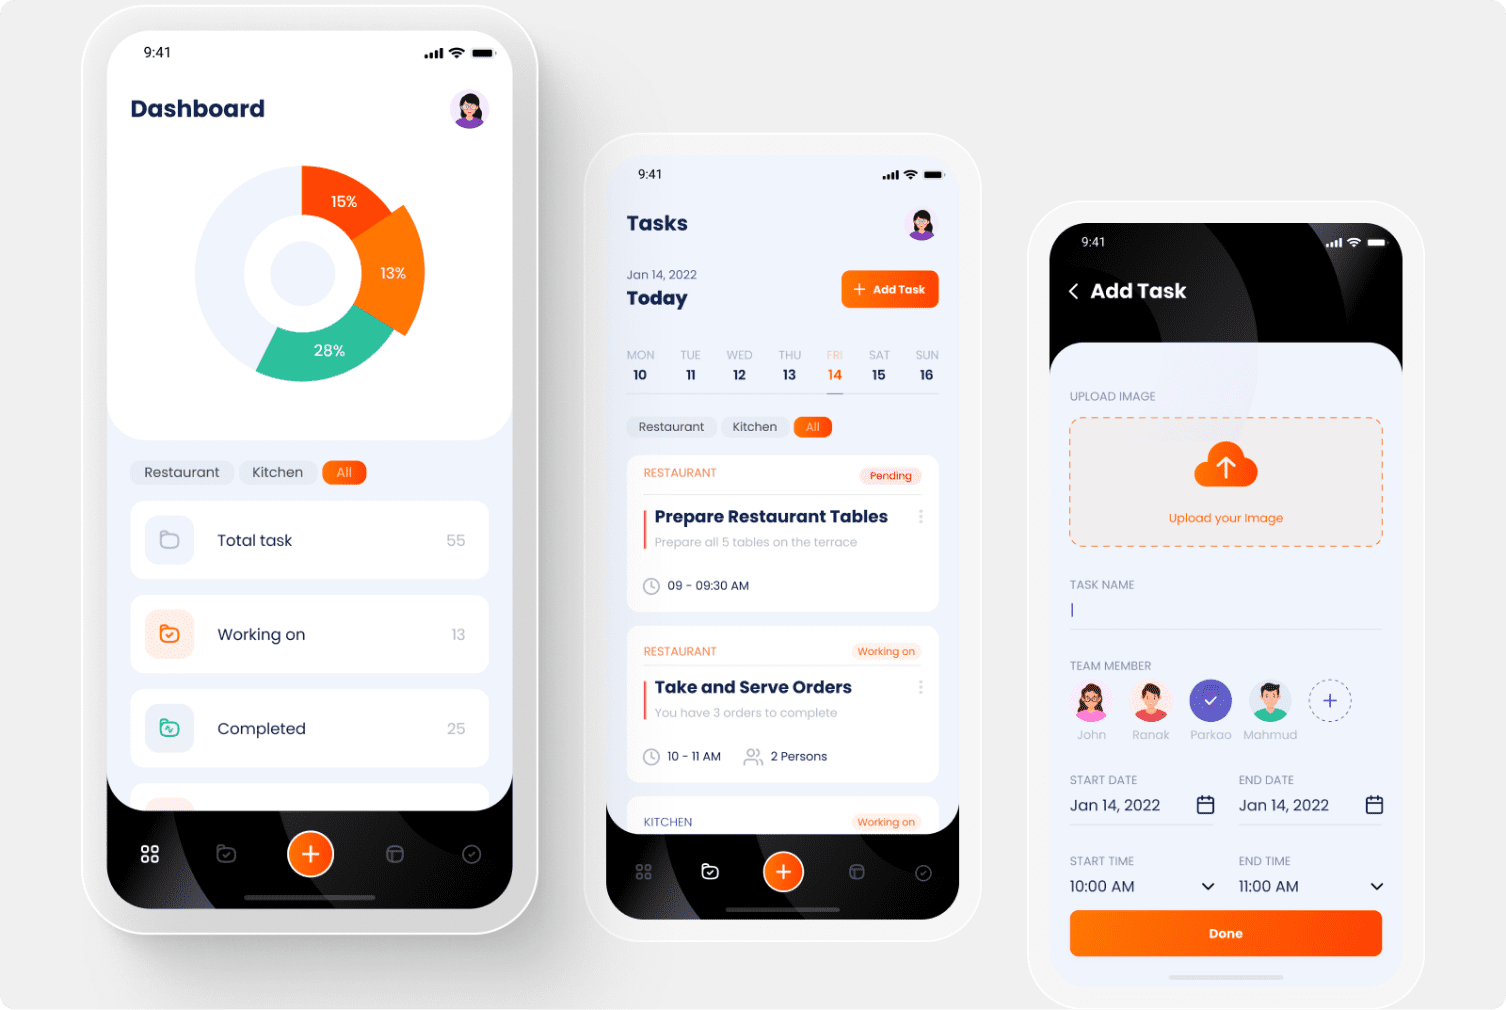 9:41
Dashboard
15%
13%
28%
Restaurant Kitchen All
Total task 55
Working on 13
Completed 25
9:41
Tasks
Jan 14, 2022
Today
+ Add Task
MON TUE WED THU FRI SAT SUN
10 11 12 13 14 15 16
Restaurant Kitchen All
RESTAURANT Pending
Prepare Restaurant Tables
Prepare all 5 tables on the terrace
09 - 09:30 AM
RESTAURANT Working on
Take and Serve Orders
You have 3 orders to complete
10 - 11 AM 2 Persons
KITCHEN Working on
9:41
Add Task
UPLOAD IMAGE
Upload your Image
TASK NAME
TEAM MEMBER
John Ranak Parkao Mahmud
START DATE END DATE
Jan 14, 2022 Jan 14, 2022
START TIME END TIME
10:00 AM 11:00 AM
Done